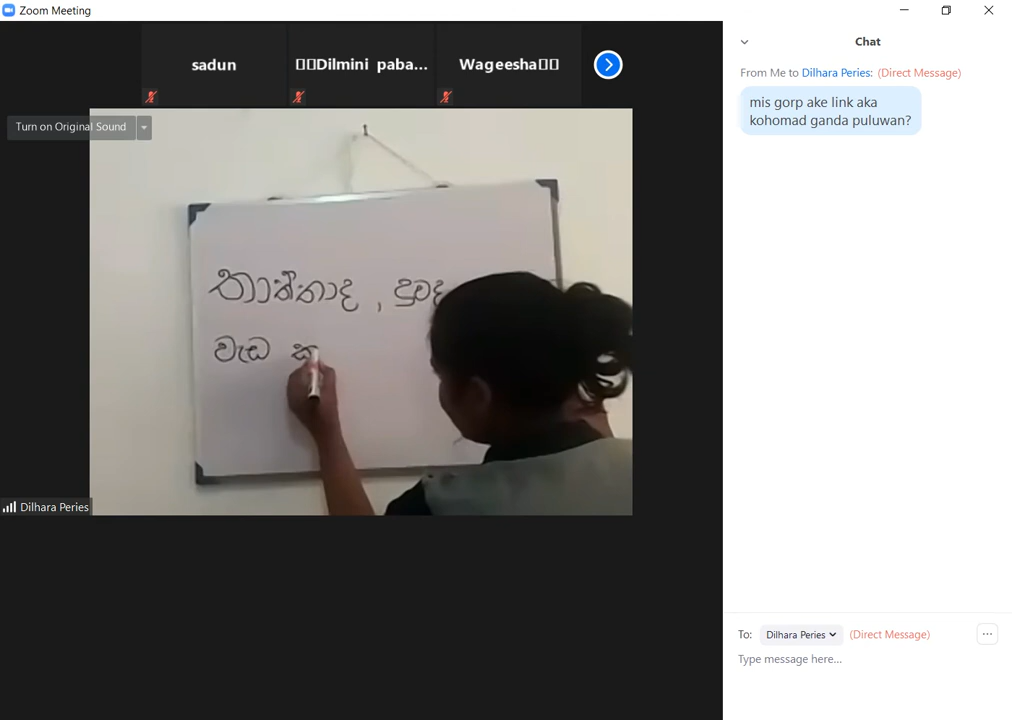 Zoom Meeting
sadun
Dilmini paba...
Wageesha
Turn on Original Sound
තාත්තාද , දුවද
වැඩ ක
Dilhara Peries
Chat
From Me to Dilhara Peries: (Direct Message)
mis gorp ake link aka
kohomad ganda puluwan?
To: Dilhara Peries (Direct Message)
Type message here...